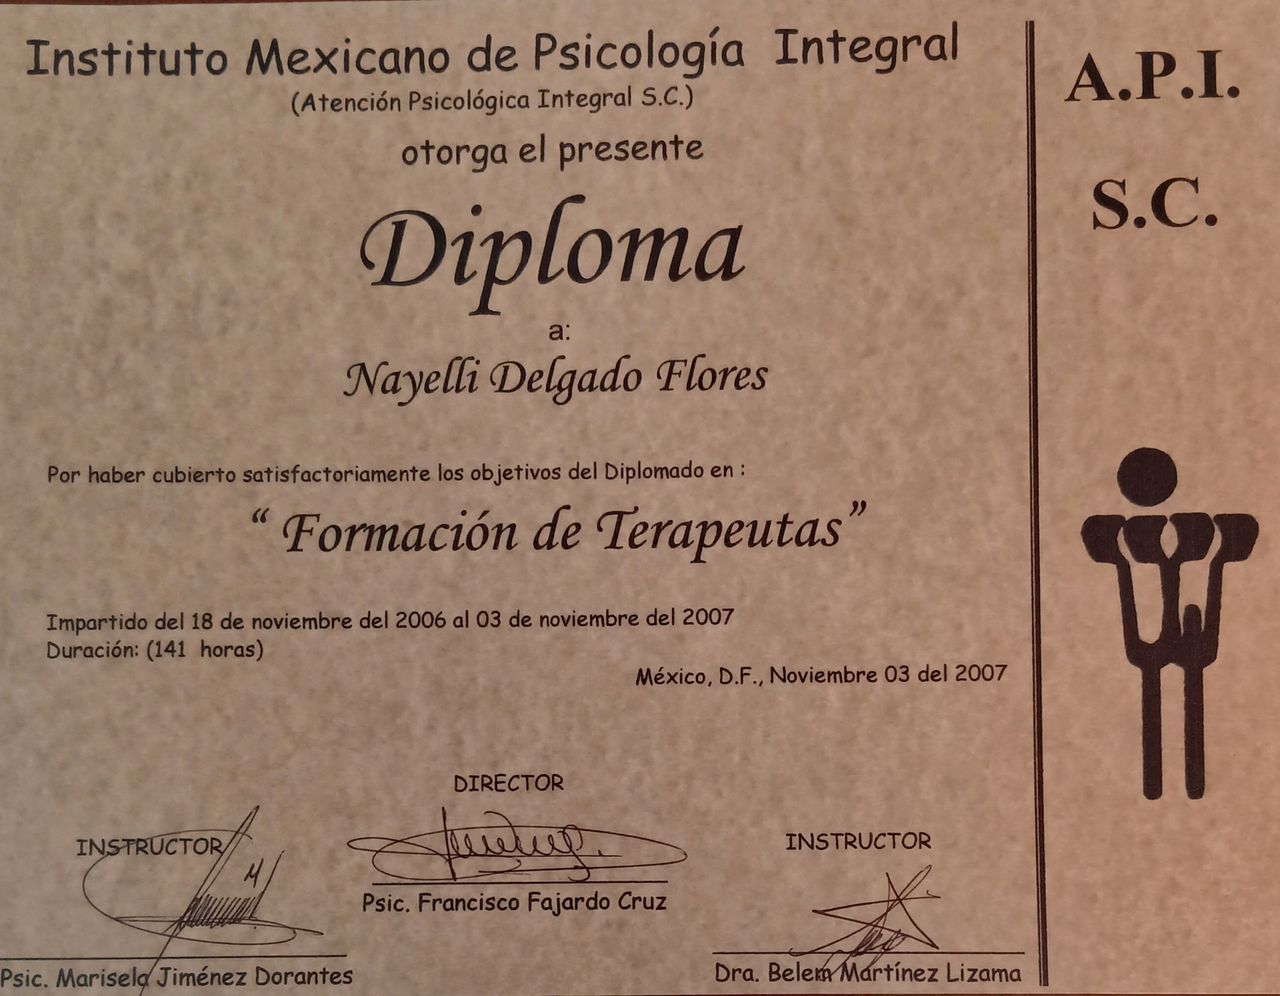 Instituto Mexicano de Psicología Integral
(Atención Psicológica Integral S.C.)
otorga el presente
Diploma
a:
Nayelli Delgado Flores
Por haber cubierto satisfactoriamente los objetivos del Diplomado en :
“ Formación de Terapeutas”
Impartido del 18 de noviembre del 2006 al 03 de noviembre del 2007
Duración: (141 horas)
México, D.F., Noviembre 03 del 2007
DIRECTOR
Psic. Francisco Fajardo Cruz
INSTRUCTOR
Psic. Marisela Jiménez Dorantes
INSTRUCTOR
Dra. Belem Martínez Lizama
A.P.I.
S.C.